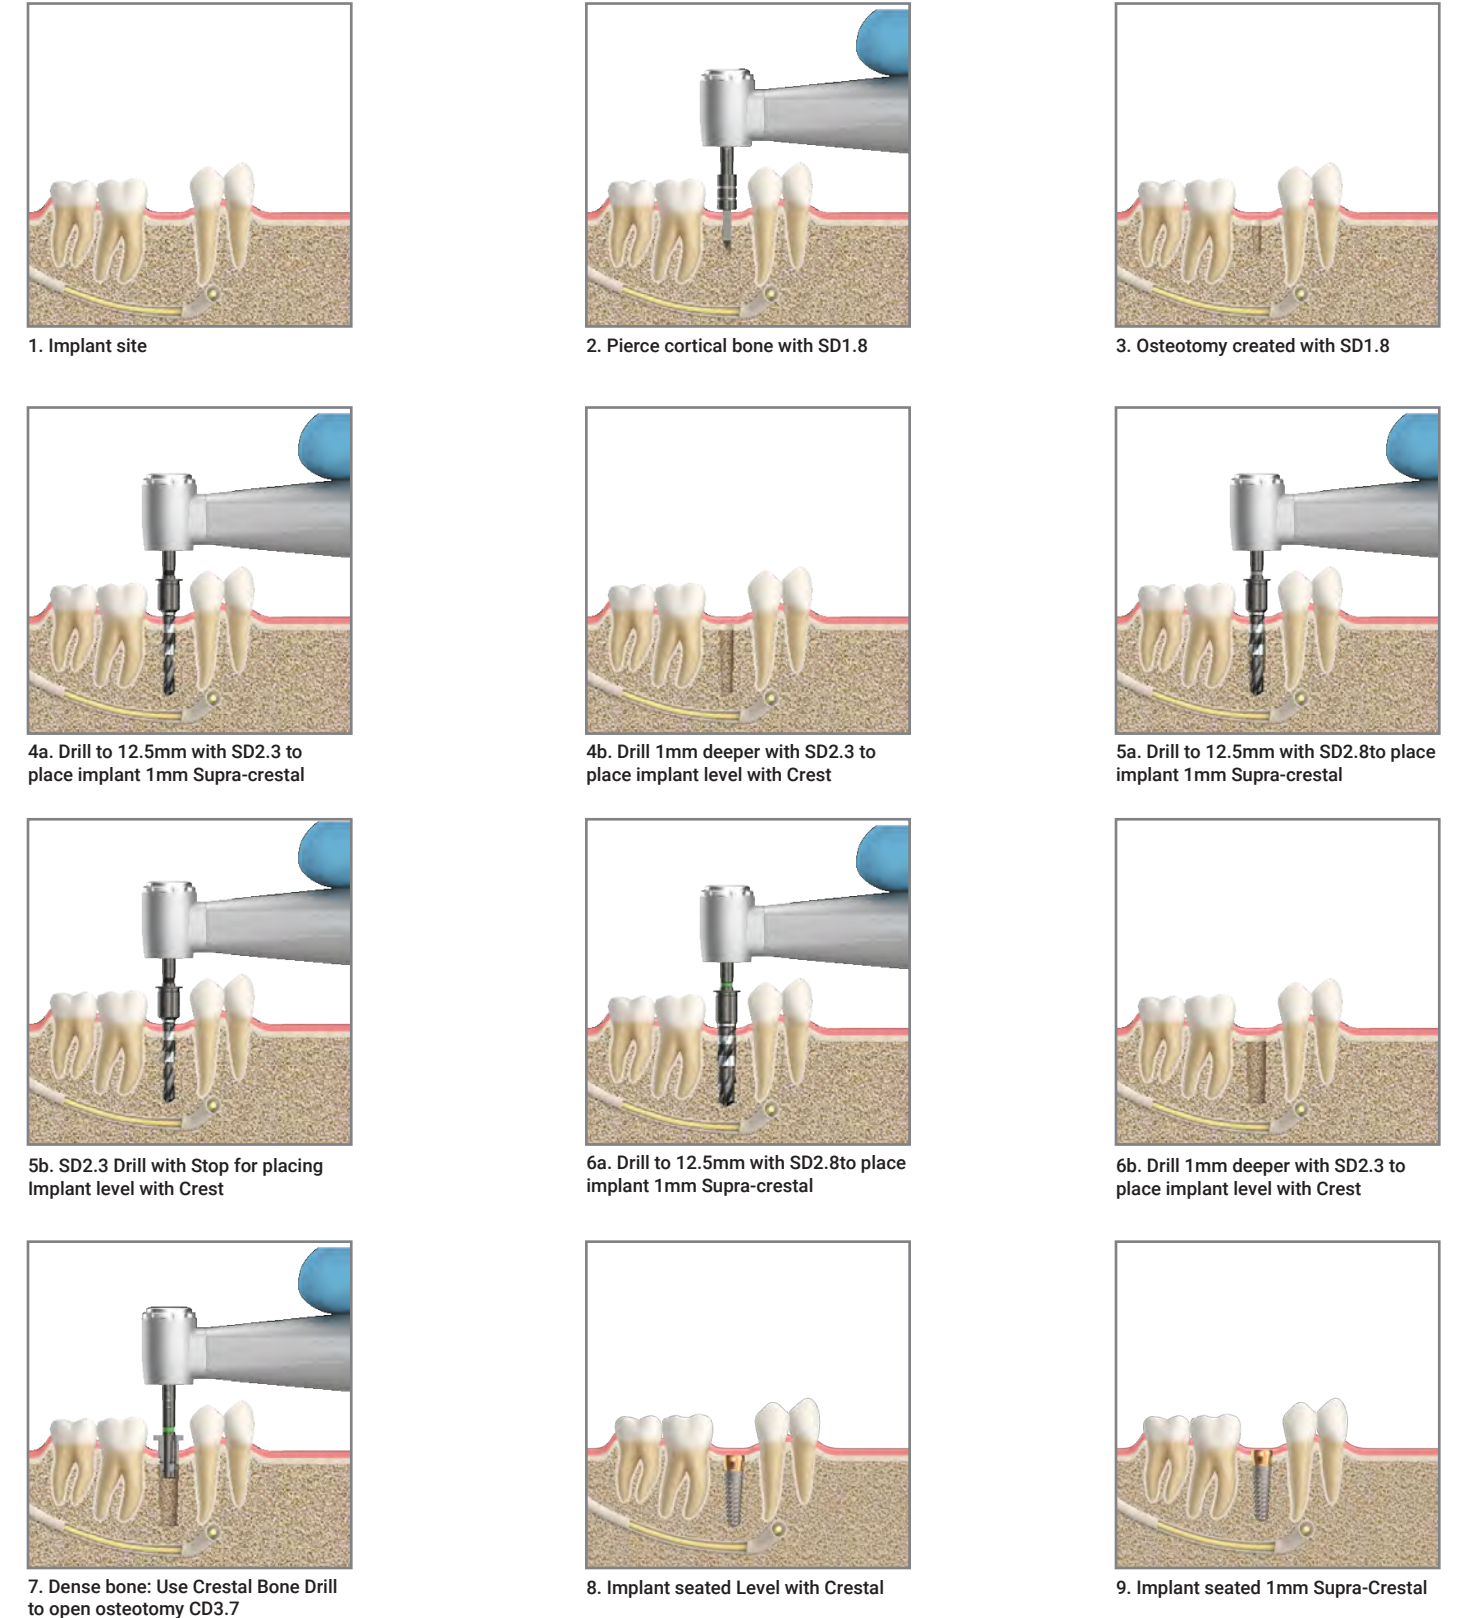 1. Implant site
2. Pierce cortical bone with SD1.8
3. Osteotomy created with SD1.8
4a. Drill to 12.5mm with SD2.3 to
place implant 1mm Supra-crestal
4b. Drill 1mm deeper with SD2.3 to
place implant level with Crest
5a. Drill to 12.5mm with SD2.8to place
implant 1mm Supra-crestal
5b. SD2.3 Drill with Stop for placing
Implant level with Crest
6a. Drill to 12.5mm with SD2.8to place
implant 1mm Supra-crestal
6b. Drill 1mm deeper with SD2.3 to
place implant level with Crest
7. Dense bone: Use Crestal Bone Drill
to open osteotomy CD3.7
8. Implant seated Level with Crestal
9. Implant seated 1mm Supra-Crestal